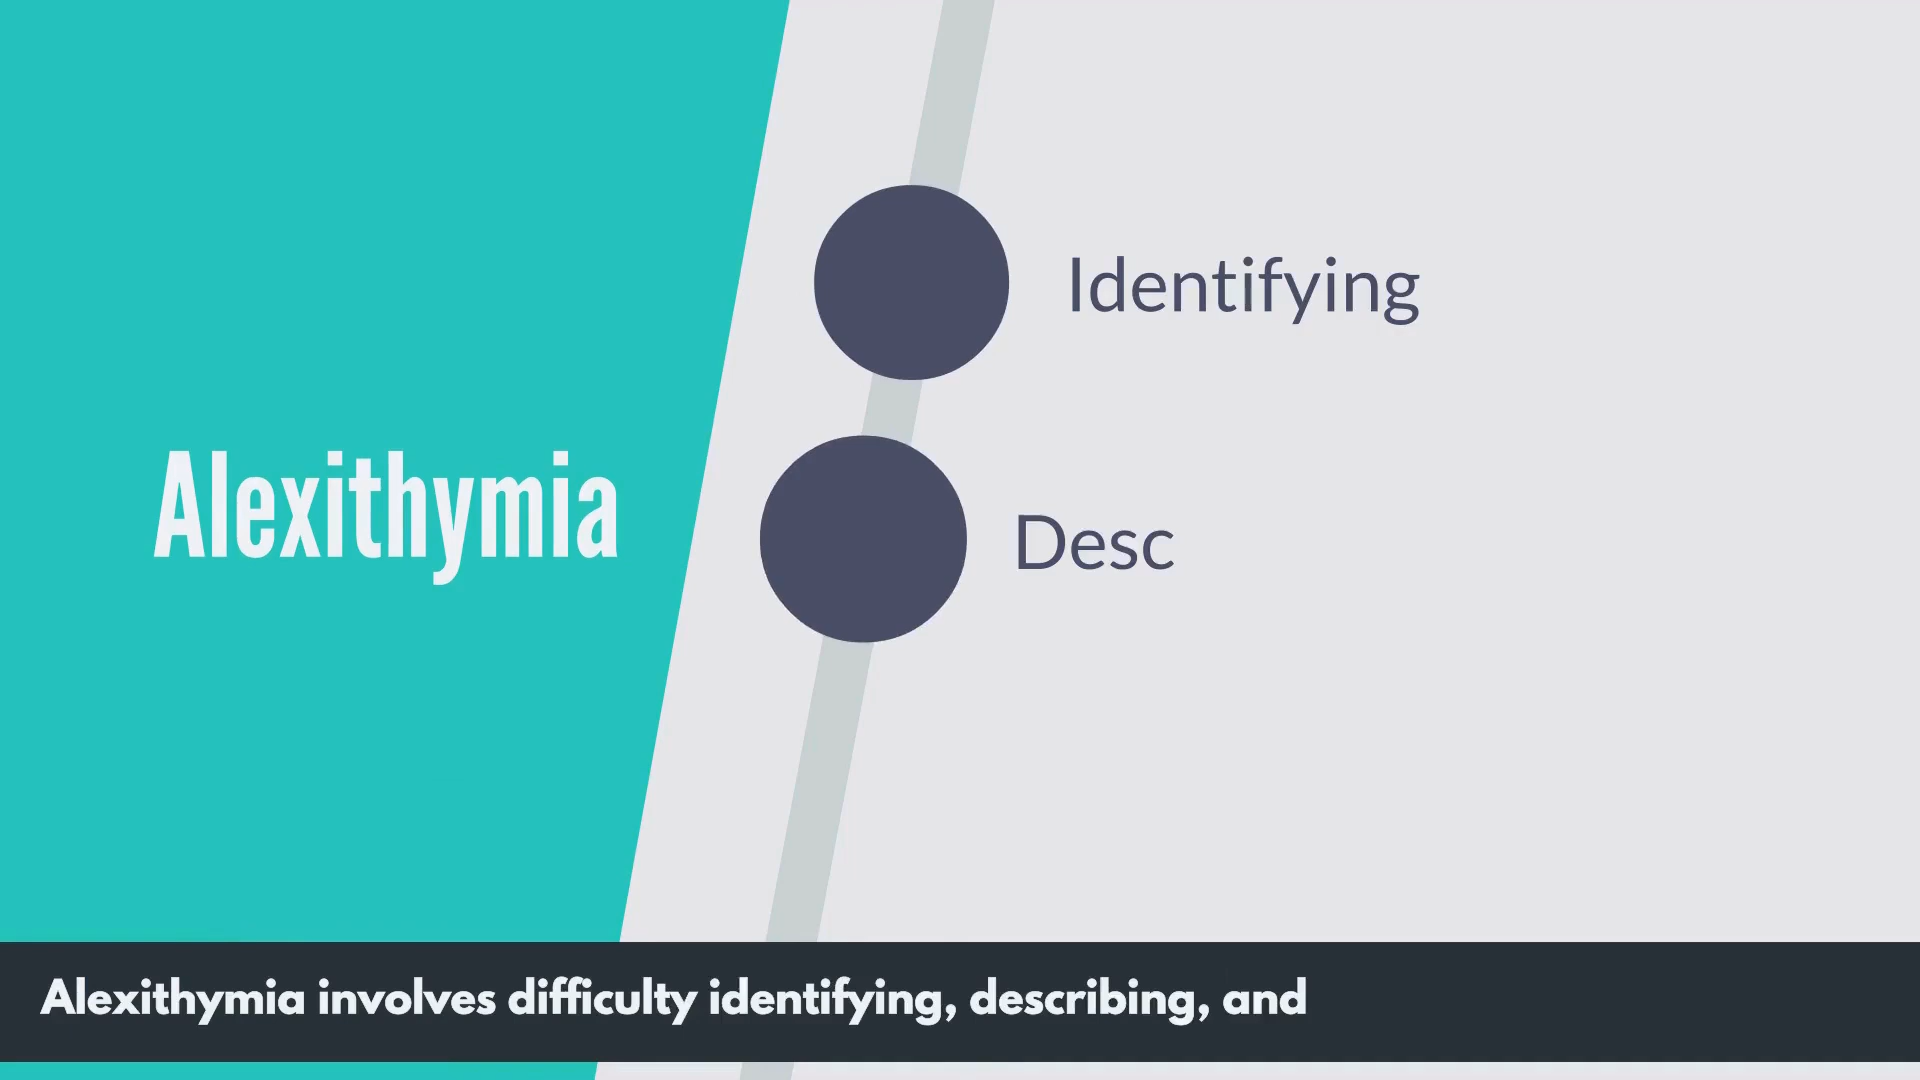 Alexithymia
Identifying
Desc
Alexithymia involves difficulty identifying, describing, and